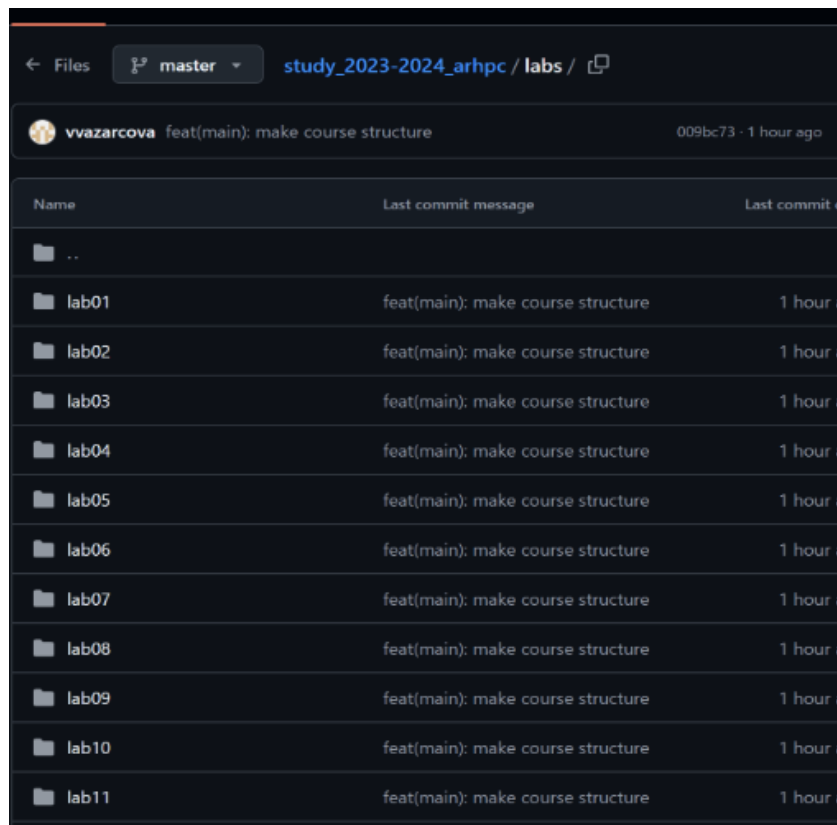 Files master study_2023-2024_arhpc / labs /
vvazarcova feat(main): make course structure 009bc73 · 1 hour ago
Name Last commit message Last commit
..
lab01 feat(main): make course structure 1 hour
lab02 feat(main): make course structure 1 hour
lab03 feat(main): make course structure 1 hour
lab04 feat(main): make course structure 1 hour
lab05 feat(main): make course structure 1 hour
lab06 feat(main): make course structure 1 hour
lab07 feat(main): make course structure 1 hour
lab08 feat(main): make course structure 1 hour
lab09 feat(main): make course structure 1 hour
lab10 feat(main): make course structure 1 hour
lab11 feat(main): make course structure 1 hour